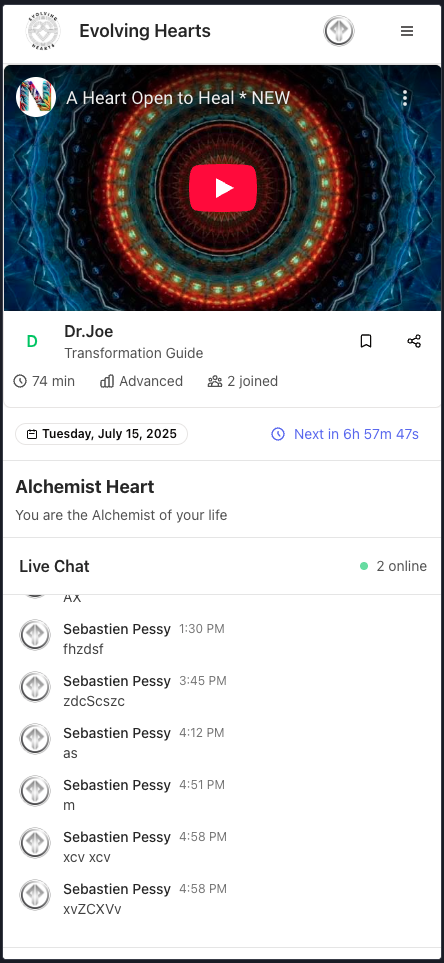 EVOLVING
HEARTS
Evolving Hearts
N
A Heart Open to Heal * NEW
D
Dr.Joe
Transformation Guide
74 min
Advanced
2 joined
Tuesday, July 15, 2025
Next in 6h 57m 47s
Alchemist Heart
You are the Alchemist of your life
Live Chat
2 online
AX
Sebastien Pessy 1:30 PM
fhzdsf
Sebastien Pessy 3:45 PM
zdcScszc
Sebastien Pessy 4:12 PM
as
Sebastien Pessy 4:51 PM
m
Sebastien Pessy 4:58 PM
xcv xcv
Sebastien Pessy 4:58 PM
xvZCXVv